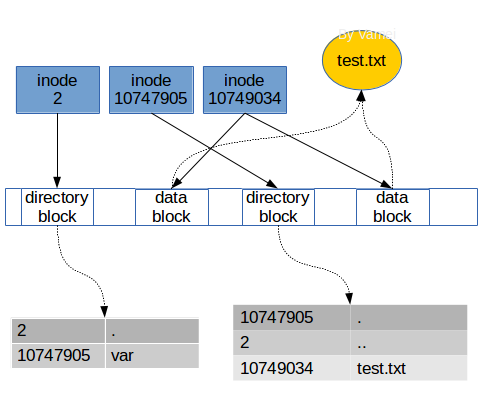 By Vamei
test.txt
inode
2
inode
10747905
inode
10749034
directory
block
data
block
directory
block
data
block
2 .
10747905 var
10747905 .
2 ..
10749034 test.txt